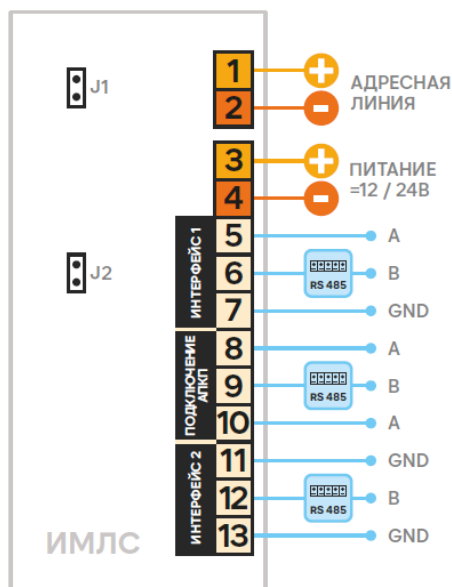 J1
1
+
АДРЕСНАЯ
2
-
ЛИНИЯ
3
+
ПИТАНИЕ
4
-
=12 / 24В
ИНТЕРФЕЙС 1
5
A
J2
6
RS 485
B
7
GND
ПОДКЛЮЧЕНИЕ
АПКП
8
A
9
RS 485
B
10
A
ИНТЕРФЕЙС 2
11
GND
12
RS 485
B
13
GND
ИМЛС